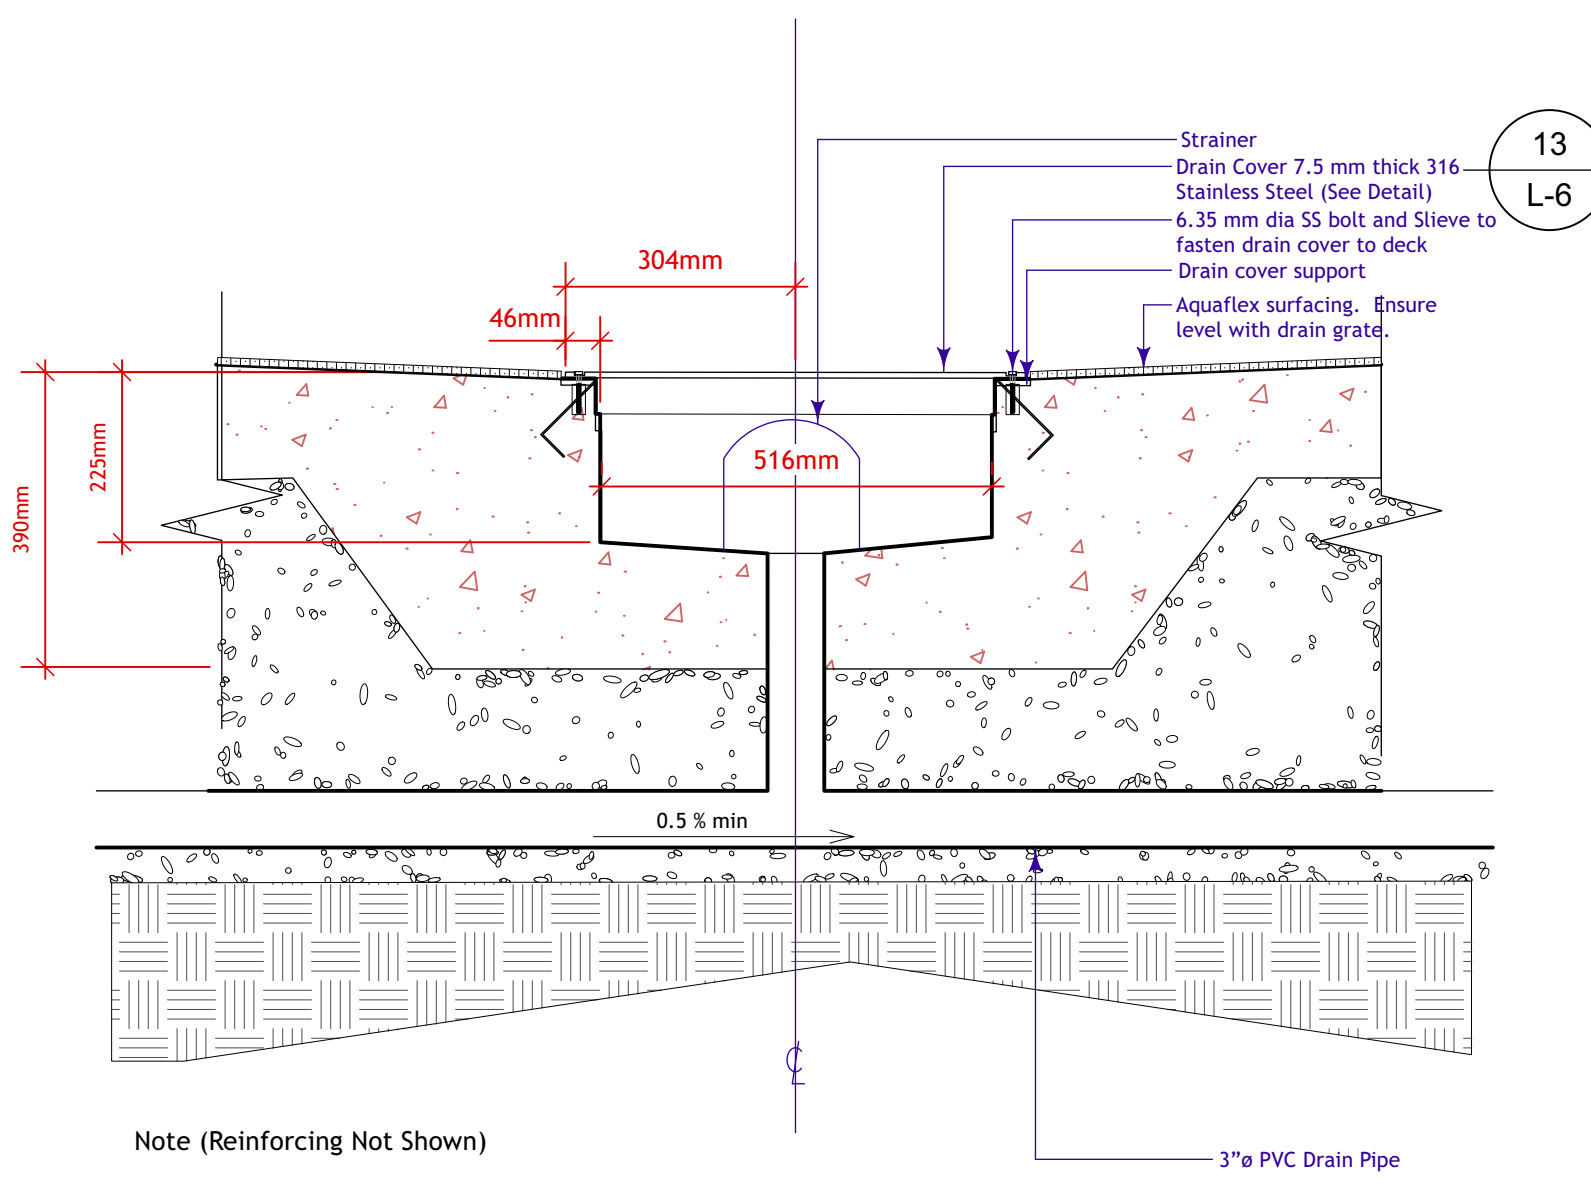 Strainer
Drain Cover 7.5 mm thick 316
Stainless Steel (See Detail)
13
L-6
6.35 mm dia SS bolt and Slieve to
fasten drain cover to deck
Drain cover support
Aquaflex surfacing.  Ensure
level with drain grate.
304mm
46mm
516mm
225mm
390mm
0.5 % min
℄
Note (Reinforcing Not Shown)
3”ø PVC Drain Pipe